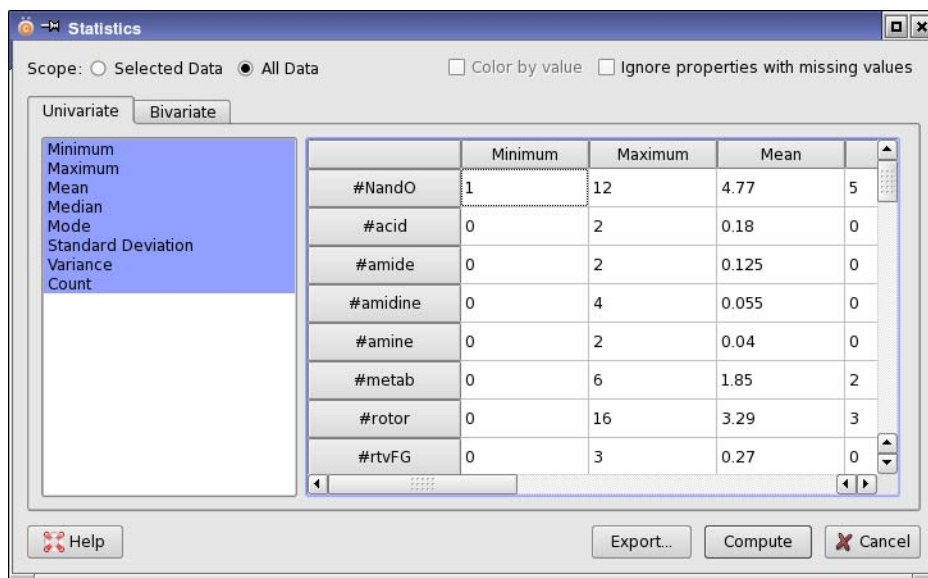 Statistics
Scope: Selected Data All Data Color by value Ignore properties with missing values
Univariate Bivariate
Minimum
Maximum
Mean
Median
Mode
Standard Deviation
Variance
Count
Minimum Maximum Mean
#NandO 1 12 4.77 5
#acid 0 2 0.18 0
#amide 0 2 0.125 0
#amidine 0 4 0.055 0
#amine 0 2 0.04 0
#metab 0 6 1.85 2
#rotor 0 16 3.29 3
#rtvFG 0 3 0.27 0
Help Export... Compute Cancel